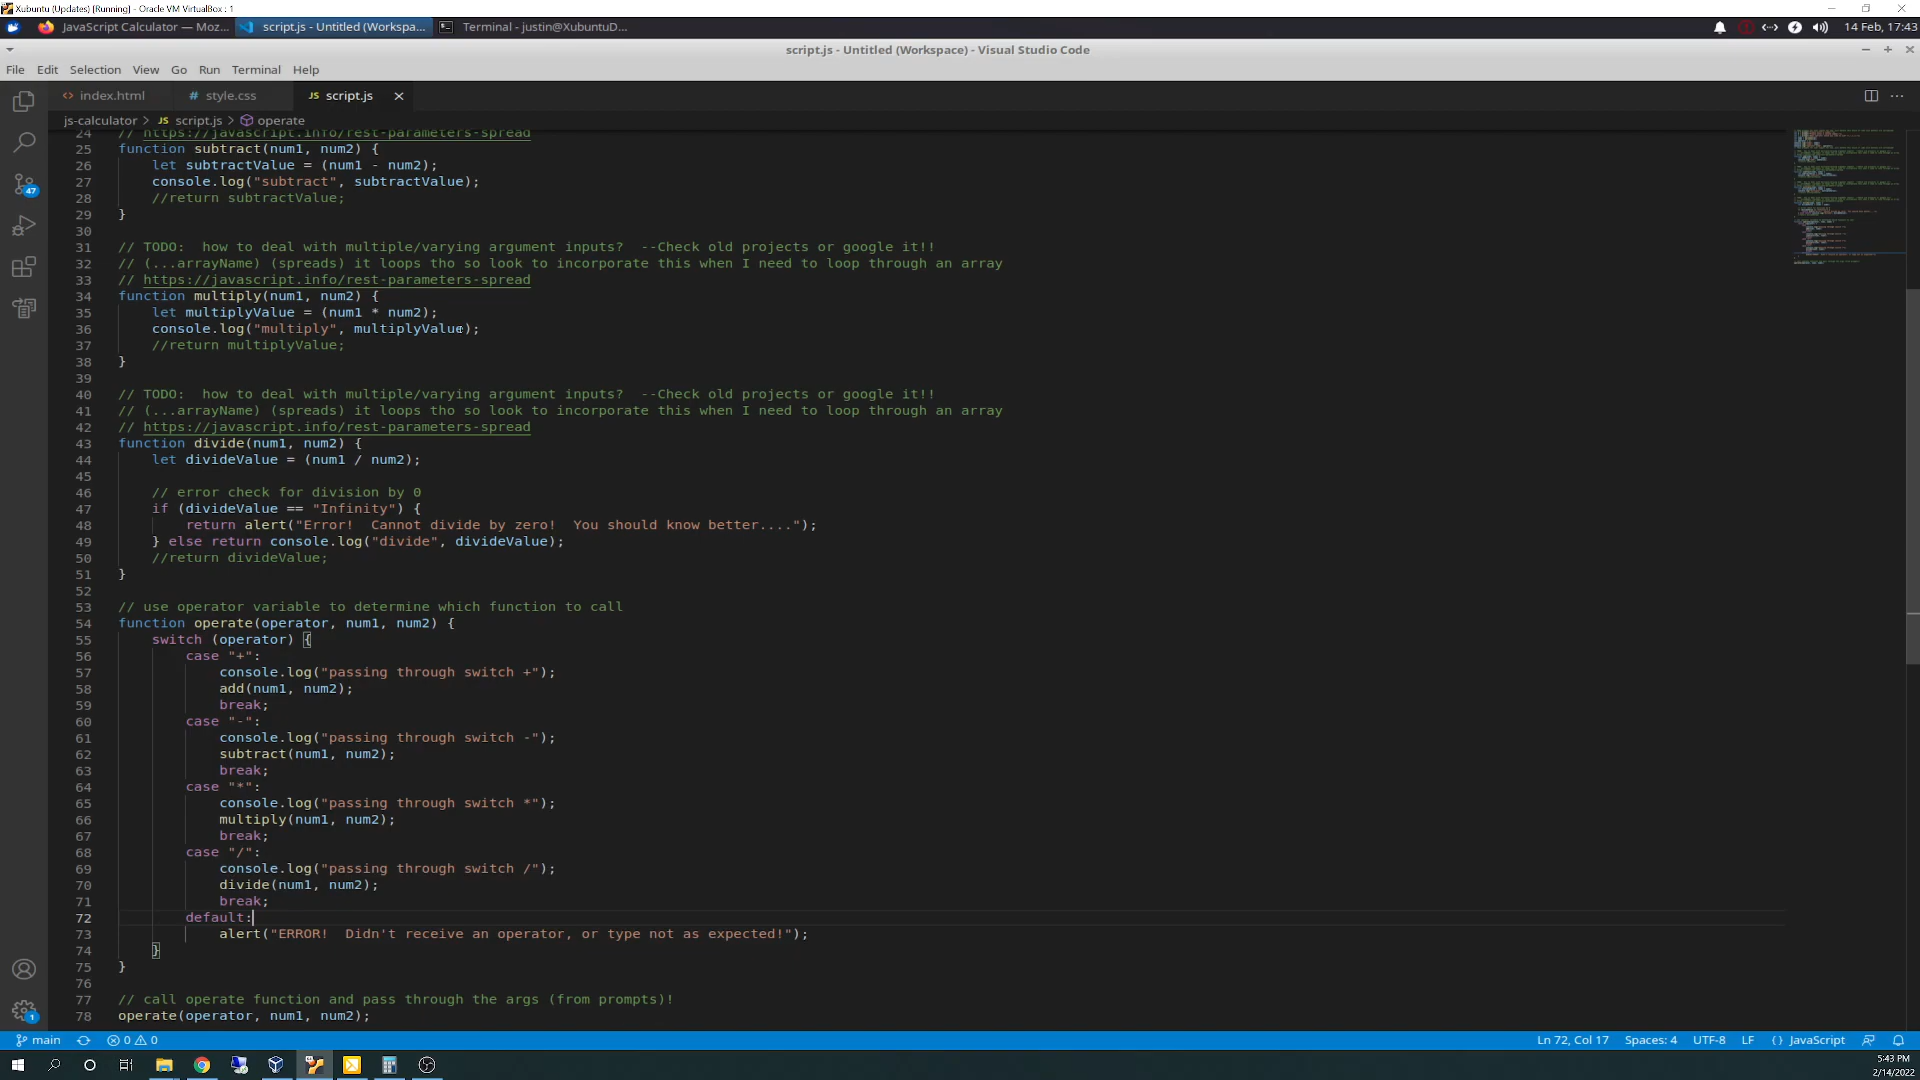 Xubuntu (Updates) [Running] - Oracle VM VirtualBox : 1
JavaScript Calculator — Moz...
script.js - Untitled (Workspa...
Terminal - justin@XubuntuD...
14 Feb, 17:43
script.js - Untitled (Workspace) - Visual Studio Code
File Edit Selection View Go Run Terminal Help
<> index.html # style.css JS script.js
js-calculator > JS script.js > operate
24 // https://javascript.info/rest-parameters-spread
25 function subtract(num1, num2) {
26 let subtractValue = (num1 - num2);
27 console.log("subtract", subtractValue);
28 //return subtractValue;
29 }
30
31 // TODO:  how to deal with multiple/varying argument inputs?  --Check old projects or google it!!
32 // (...arrayName) (spreads) it loops tho so look to incorporate this when I need to loop through an array
33 // https://javascript.info/rest-parameters-spread
34 function multiply(num1, num2) {
35 let multiplyValue = (num1 * num2);
36 console.log("multiply", multiplyValue);
37 //return multiplyValue;
38 }
39
40 // TODO:  how to deal with multiple/varying argument inputs?  --Check old projects or google it!!
41 // (...arrayName) (spreads) it loops tho so look to incorporate this when I need to loop through an array
42 // https://javascript.info/rest-parameters-spread
43 function divide(num1, num2) {
44 let divideValue = (num1 / num2);
45
46 // error check for division by 0
47 if (divideValue == "Infinity") {
48 return alert("Error!  Cannot divide by zero!  You should know better....");
49 } else return console.log("divide", divideValue);
50 //return divideValue;
51 }
52
53 // use operator variable to determine which function to call
54 function operate(operator, num1, num2) {
55 switch (operator) {
56 case "+":
57 console.log("passing through switch +");
58 add(num1, num2);
59 break;
60 case "-":
61 console.log("passing through switch -");
62 subtract(num1, num2);
63 break;
64 case "*":
65 console.log("passing through switch *");
66 multiply(num1, num2);
67 break;
68 case "/":
69 console.log("passing through switch /");
70 divide(num1, num2);
71 break;
72 default:
73 alert("ERROR!  Didn't receive an operator, or type not as expected!");
74 }
75 }
76
77 // call operate function and pass through the args (from prompts)!
78 operate(operator, num1, num2);
47
1
main 0 0 Ln 72, Col 17 Spaces: 4 UTF-8 LF {} JavaScript
5:43 PM
2/14/2022